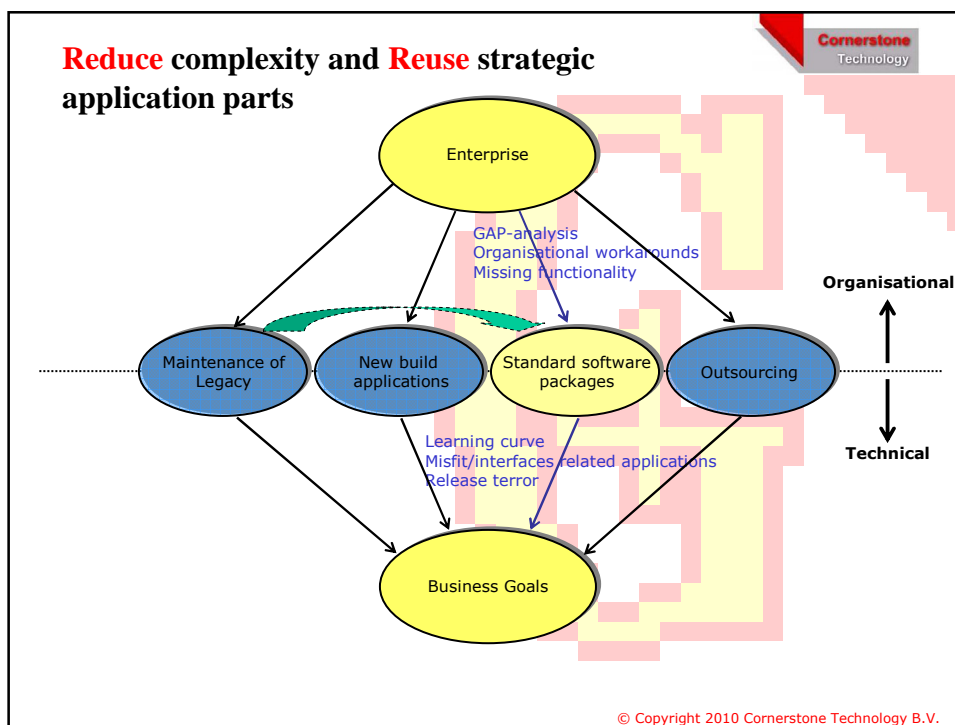 Reduce complexity and Reuse strategic
application parts
Cornerstone
Technology
Enterprise
GAP-analysis
Organisational workarounds
Missing functionality
Organisational
Maintenance of
Legacy
New build
applications
Standard software
packages
Outsourcing
Technical
Learning curve
Misfit/interfaces related applications
Release terror
Business Goals
© Copyright 2010 Cornerstone Technology B.V.